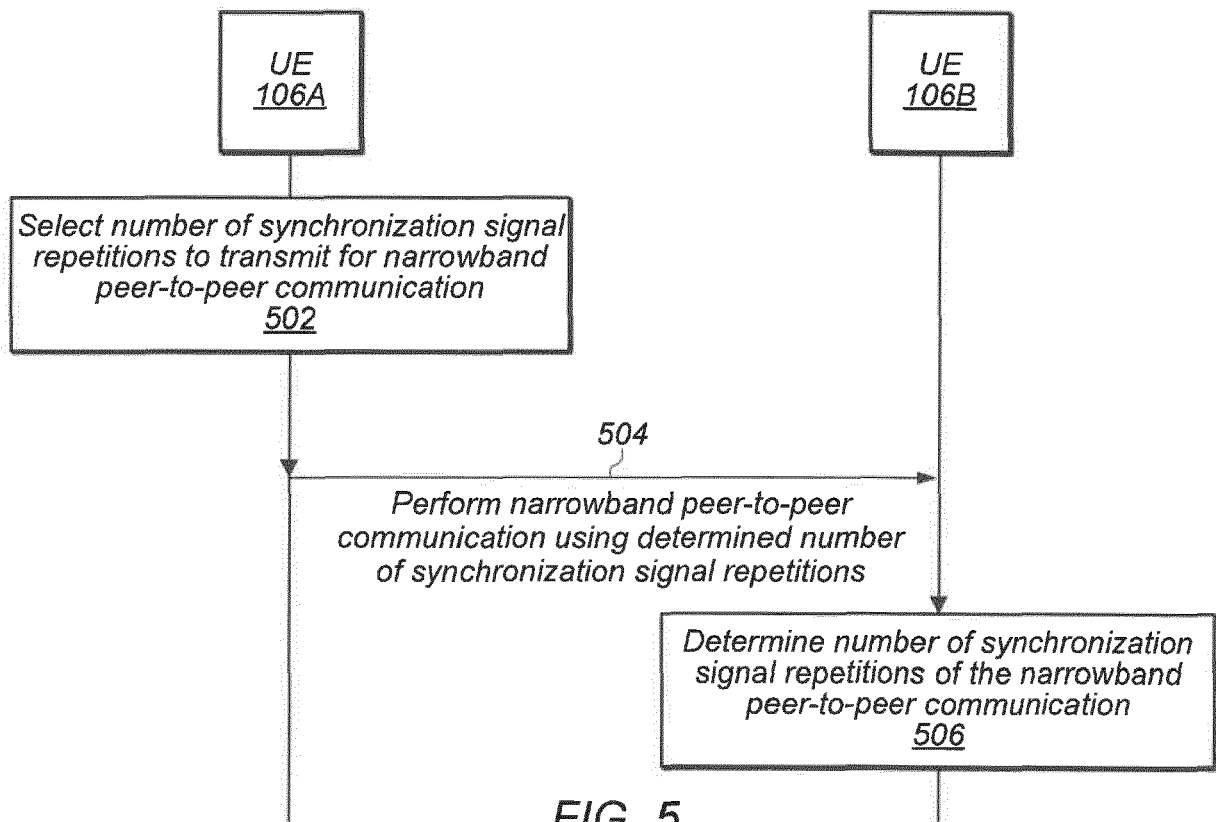 UE
106A
UE
106B
Select number of synchronization signal
repetitions to transmit for narrowband
peer-to-peer communication
502
504
Perform narrowband peer-to-peer
communication using determined number
of synchronization signal repetitions
Determine number of synchronization
signal repetitions of the narrowband
peer-to-peer communication
506
FIG. 5